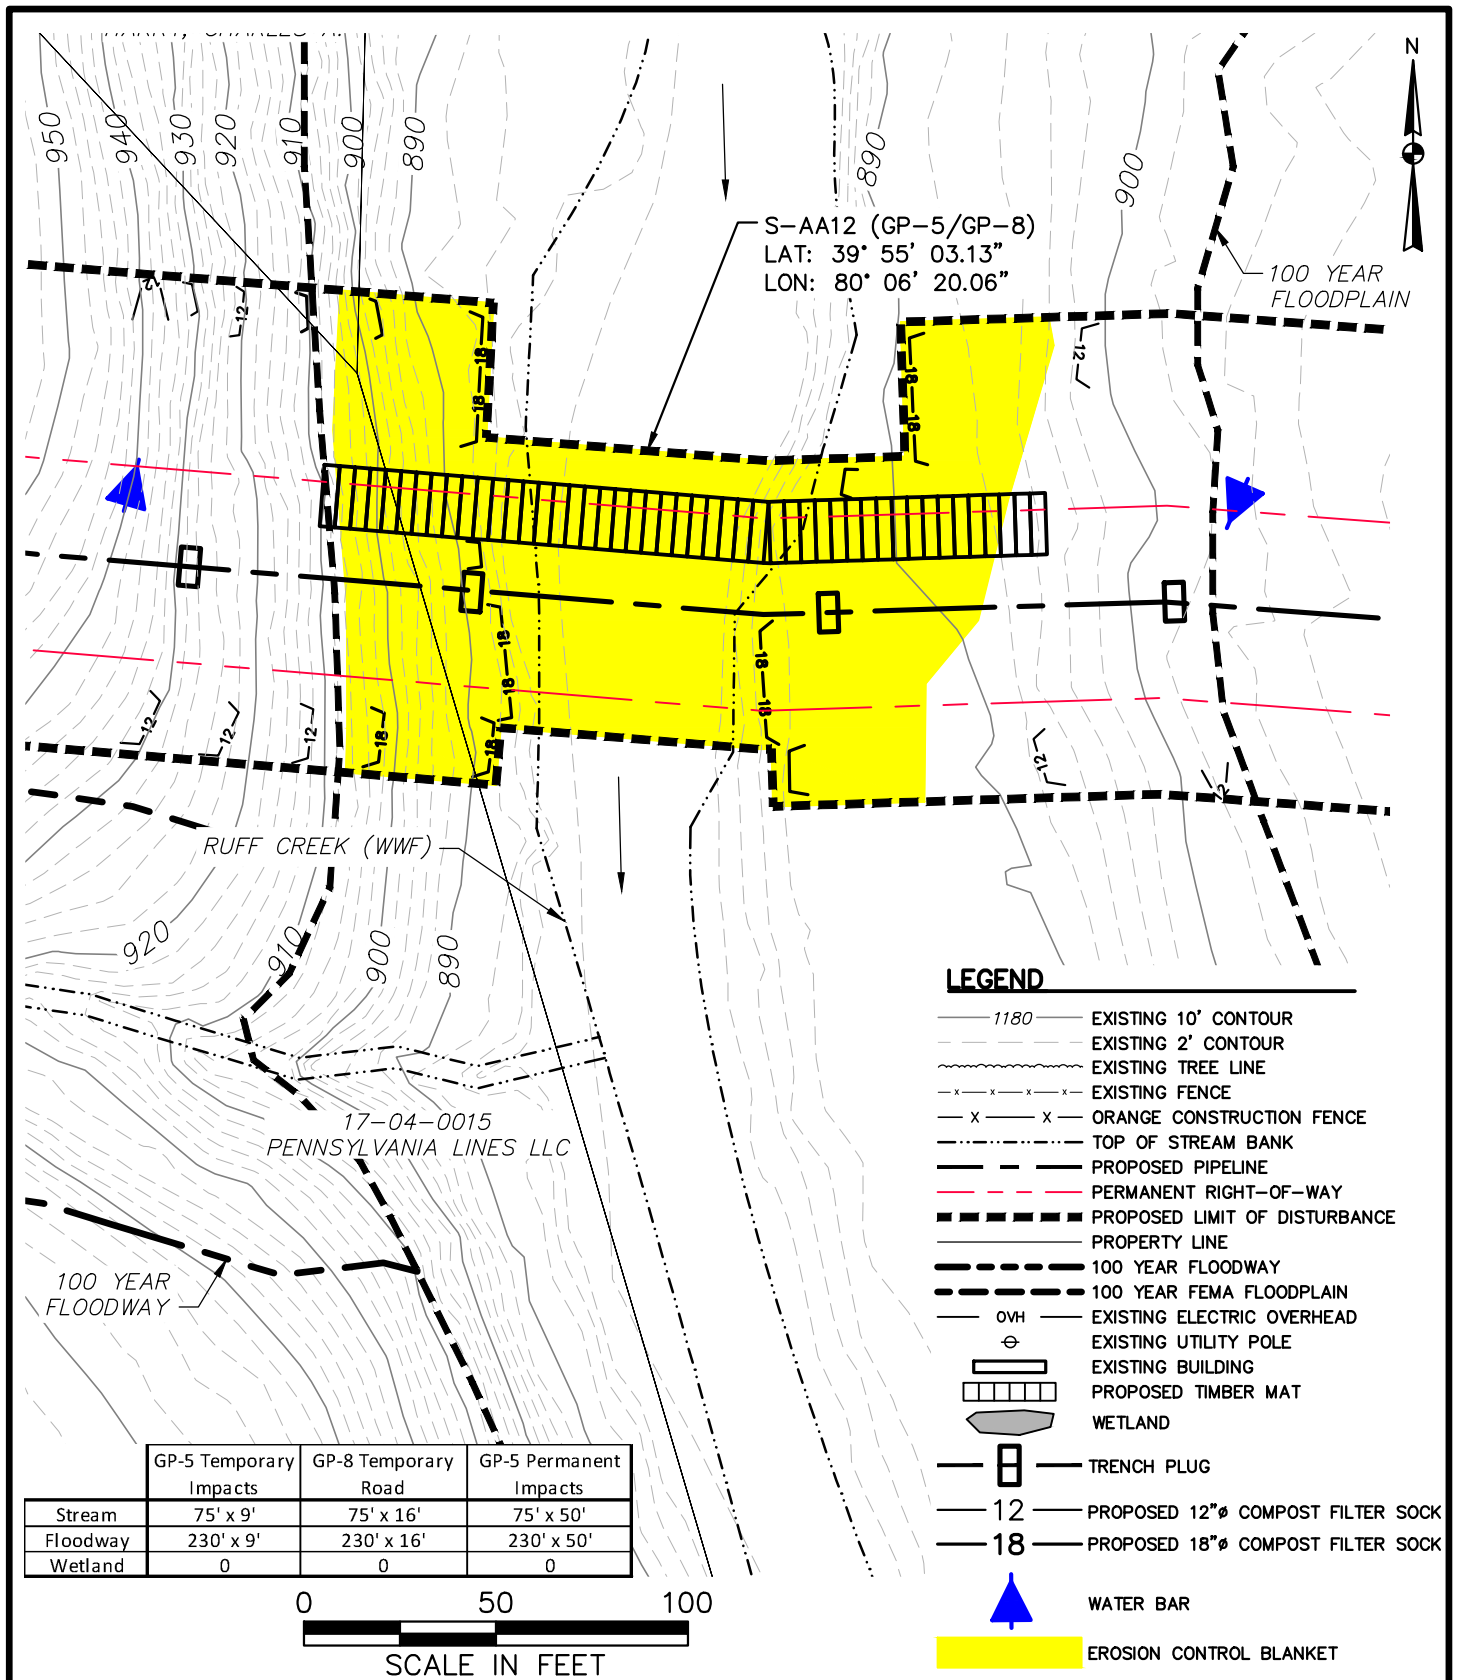 HARRY, CHARLES A.
N
950
940
930
920
910
900
890
890
900
S-AA12 (GP-5/GP-8)
LAT: 39° 55' 03.13"
LON: 80° 06' 20.06"
100 YEAR
FLOODPLAIN
12
12
12
18
18
18
18
18
18
18
18
12
12
12
18
18
12
12
RUFF CREEK (WWF)
920
910
900
890
17-04-0015
PENNSYLVANIA LINES LLC
100 YEAR
FLOODWAY
LEGEND
1180 EXISTING 10' CONTOUR
EXISTING 2' CONTOUR
EXISTING TREE LINE
x x x x EXISTING FENCE
X X ORANGE CONSTRUCTION FENCE
TOP OF STREAM BANK
PROPOSED PIPELINE
PERMANENT RIGHT-OF-WAY
PROPOSED LIMIT OF DISTURBANCE
PROPERTY LINE
100 YEAR FLOODWAY
100 YEAR FEMA FLOODPLAIN
OVH EXISTING ELECTRIC OVERHEAD
EXISTING UTILITY POLE
EXISTING BUILDING
PROPOSED TIMBER MAT
WETLAND
TRENCH PLUG
12 PROPOSED 12"ø COMPOST FILTER SOCK
18 PROPOSED 18"ø COMPOST FILTER SOCK
WATER BAR
EROSION CONTROL BLANKET
GP-5 Temporary Impacts GP-8 Temporary Road GP-5 Permanent Impacts
Stream 75' x 9' 75' x 16' 75' x 50'
Floodway 230' x 9' 230' x 16' 230' x 50'
Wetland 0 0 0
0 50 100
SCALE IN FEET